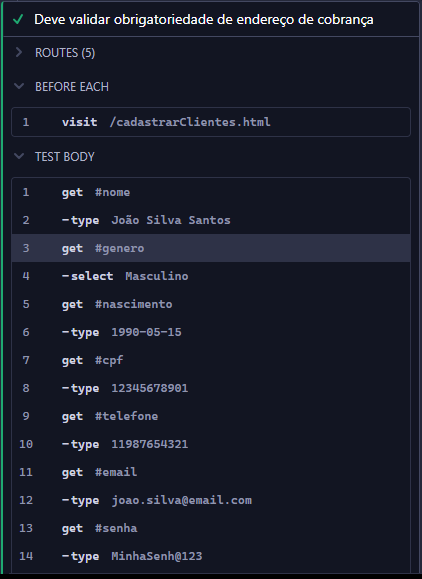 Deve validar obrigatoriedade de endereço de cobrança
ROUTES (5)
BEFORE EACH
1 visit /cadastrarClientes.html
TEST BODY
1 get #nome
2 -type João Silva Santos
3 get #genero
4 -select Masculino
5 get #nascimento
6 -type 1990-05-15
7 get #cpf
8 -type 12345678901
9 get #telefone
10 -type 11987654321
11 get #email
12 -type joao.silva@email.com
13 get #senha
14 -type MinhaSenh@123